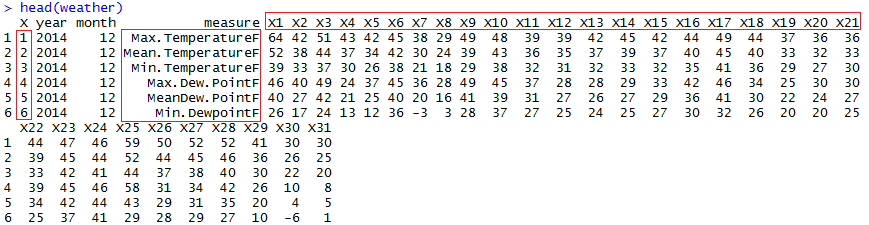 > head(weather)
  X year month           measure X1 X2 X3 X4 X5 X6 X7 X8 X9 X10 X11 X12 X13 X14 X15 X16 X17 X18 X19 X20 X21
1 1 2014    12  Max.TemperatureF 64 42 51 43 42 45 38 29 49  48  39  39  42  45  42  44  49  44  37  36  36
2 2 2014    12 Mean.TemperatureF 52 38 44 37 34 42 30 24 39  43  36  35  37  39  37  40  45  40  33  32  33
3 3 2014    12  Min.TemperatureF 39 33 37 30 26 38 21 18 29  38  32  31  32  33  32  35  41  36  29  27  30
4 4 2014    12    Max.Dew.PointF 46 40 49 24 37 45 36 28 49  45  37  28  28  29  33  42  46  34  25  30  30
5 5 2014    12    MeanDew.PointF 40 27 42 21 25 40 20 16 41  39  31  27  26  27  29  36  41  30  22  24  27
6 6 2014    12     Min.DewpointF 26 17 24 13 12 36 -3  3 28  37  27  25  24  25  27  30  32  26  20  20  25
  X22 X23 X24 X25 X26 X27 X28 X29 X30 X31
1  44  47  46  59  50  52  52  41  30  30
2  39  45  44  52  44  45  46  36  26  25
3  33  42  41  44  37  38  40  30  22  20
4  39  45  46  58  31  34  42  26  10   8
5  34  42  44  43  29  31  35  20   4   5
6  25  37  41  29  28  29  27  10  -6   1